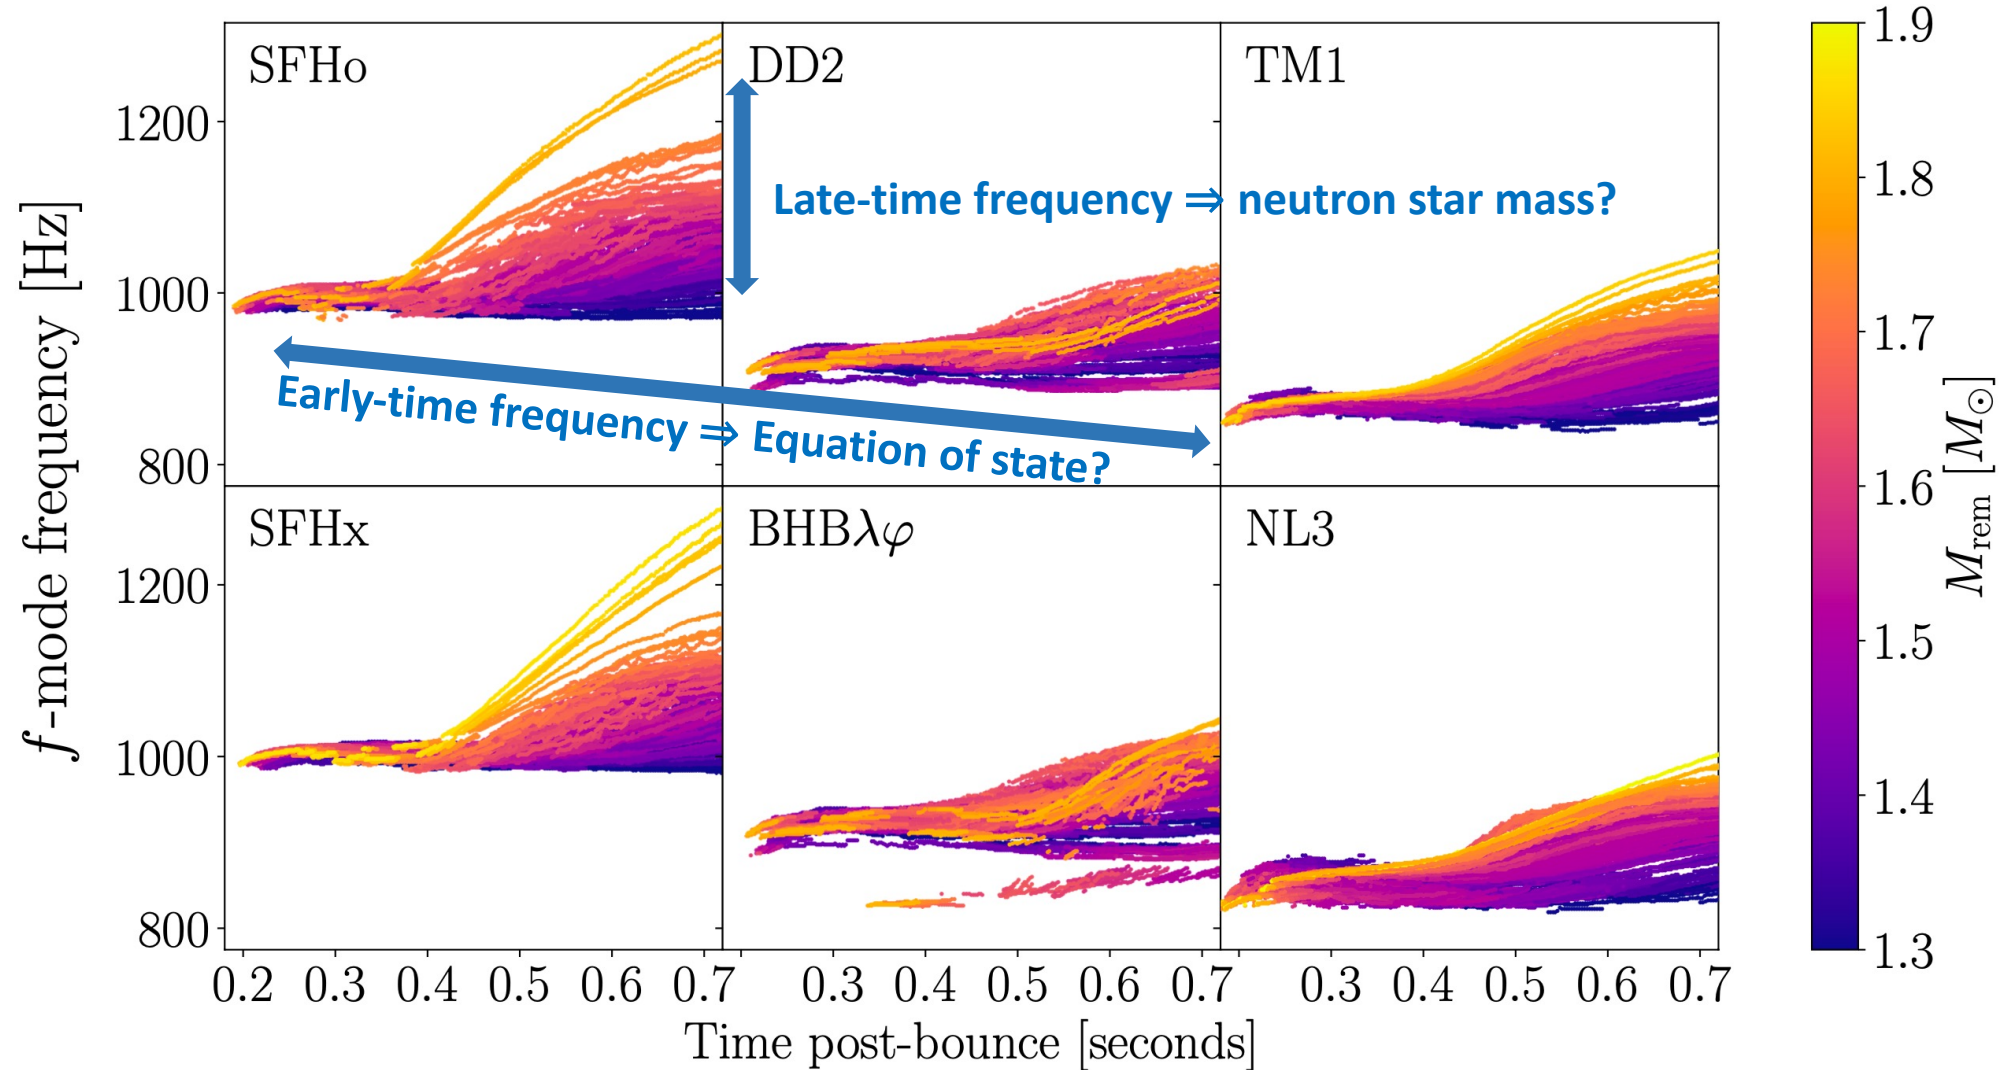 SFHo
DD2
TM1
1200
1000
800
f-mode frequency [Hz]
Late-time frequency ⇒ neutron star mass?
Early-time frequency ⇒ Equation of state?
SFHx
BHBλφ
NL3
1200
1000
800
0.2 0.3 0.4 0.5 0.6 0.7
0.3 0.4 0.5 0.6 0.7
0.3 0.4 0.5 0.6 0.7
Time post-bounce [seconds]
1.9
1.8
1.7
1.6
1.5
1.4
1.3
M_rem [M_⊙]